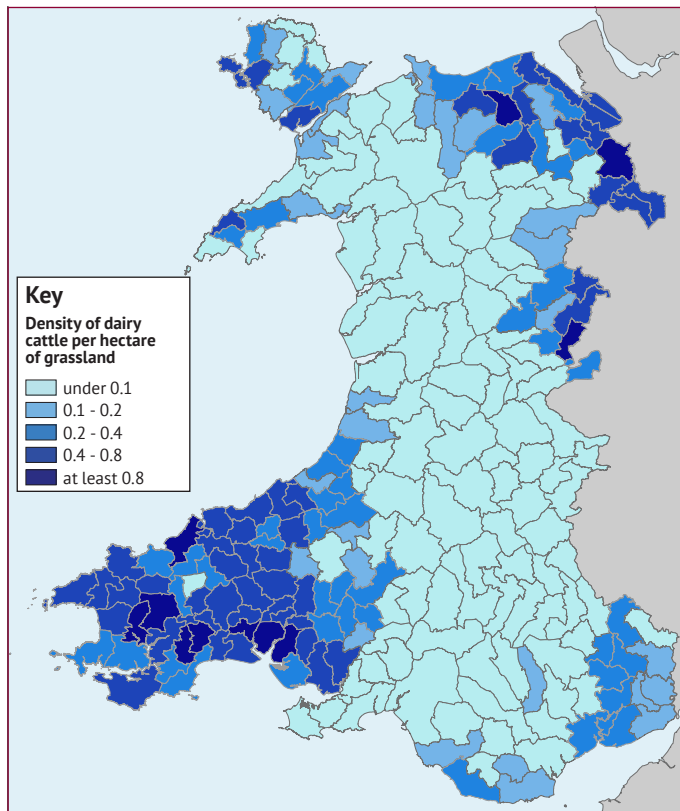 Key
Density of dairy
cattle per hectare
of grassland
under 0.1
0.1 - 0.2
0.2 - 0.4
0.4 - 0.8
at least 0.8